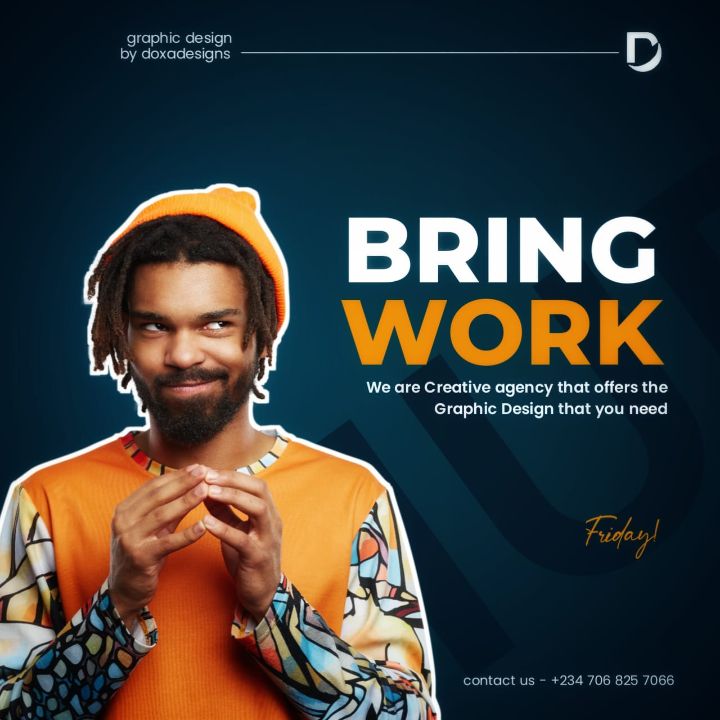 graphic design
by doxadesigns
BRING
WORK
We are Creative agency that offers the
Graphic Design that you need
Friday!
contact us - +234 706 825 7066